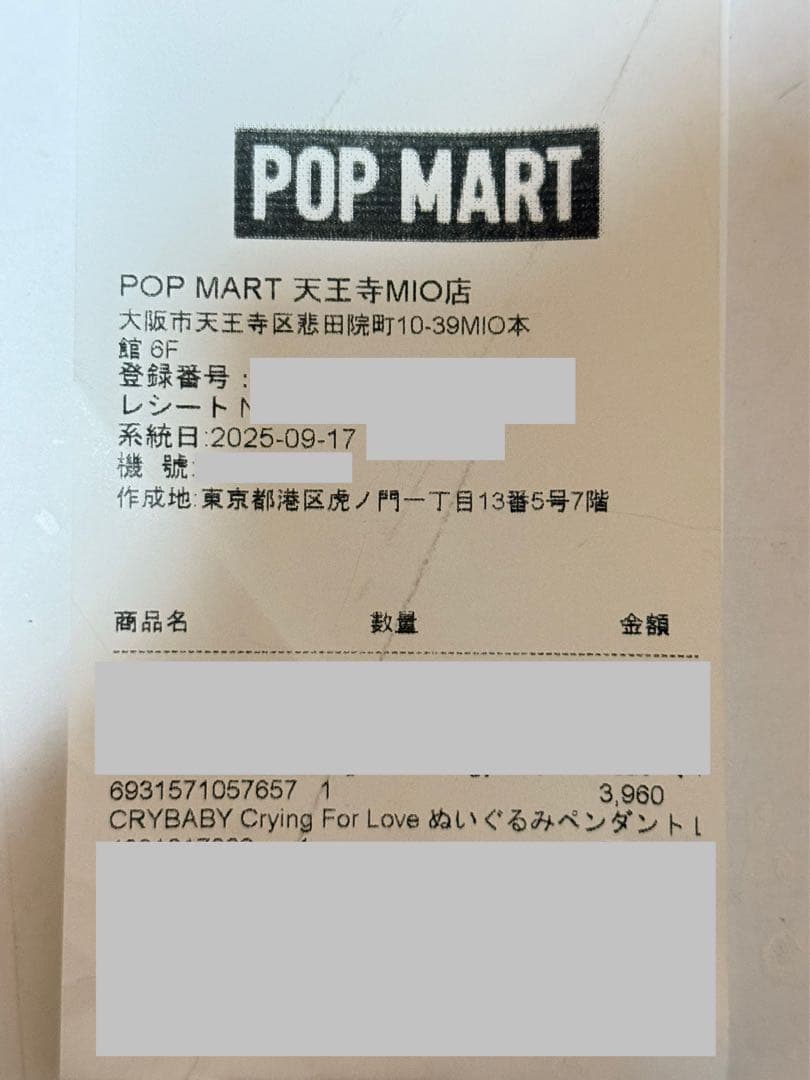 POP MART
POP MART 天王寺MIO店
大阪市天王寺区悲田院町10-39MIO本
館 6F
登録番号:
レシート
系統日:2025-09-17
機 號:
作成地:東京都港区虎ノ門一丁目13番5号7階
商品名 数量 金額
6931571057657 1 3,960
CRYBABY Crying For Love ぬいぐるみペンダント